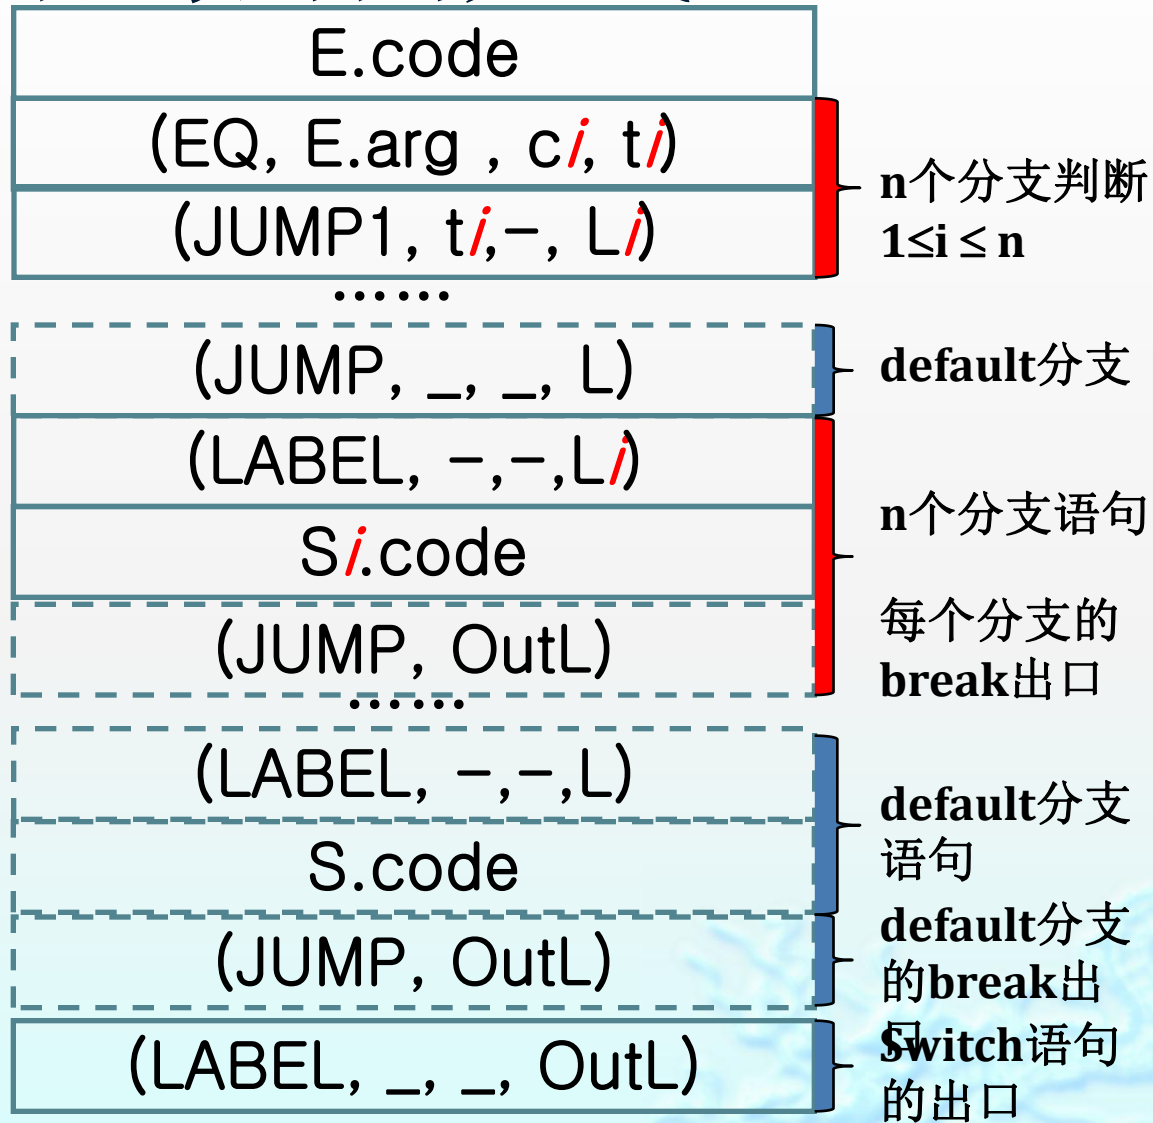 E.code
(EQ, E.arg , ci, ti)
(JUMP1, ti,-, Li)
n个分支判断
1≤i ≤ n
……
(JUMP, _, _, L)
default分支
(LABEL, -,-,Li)
Si.code
n个分支语句
(JUMP, OutL)
每个分支的
break出口
……
(LABEL, -,-,L)
S.code
default分支
语句
(JUMP, OutL)
default分支
的break出
口
(LABEL, _, _, OutL)
Switch语句
的出口